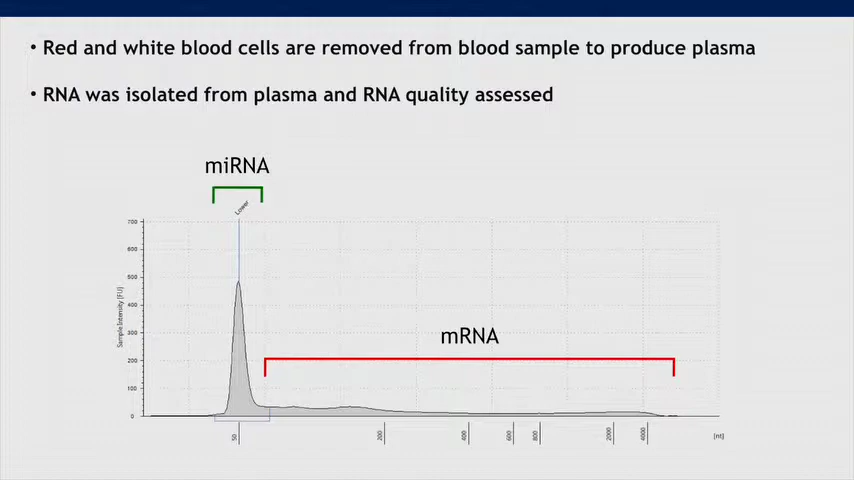 • Red and white blood cells are removed from blood sample to produce plasma
• RNA was isolated from plasma and RNA quality assessed
miRNA
Lower
700
600
500
400
300
200
100
0
Sample Intensity [FU]
mRNA
50
200
400
600
800
2000
4000
[nt]